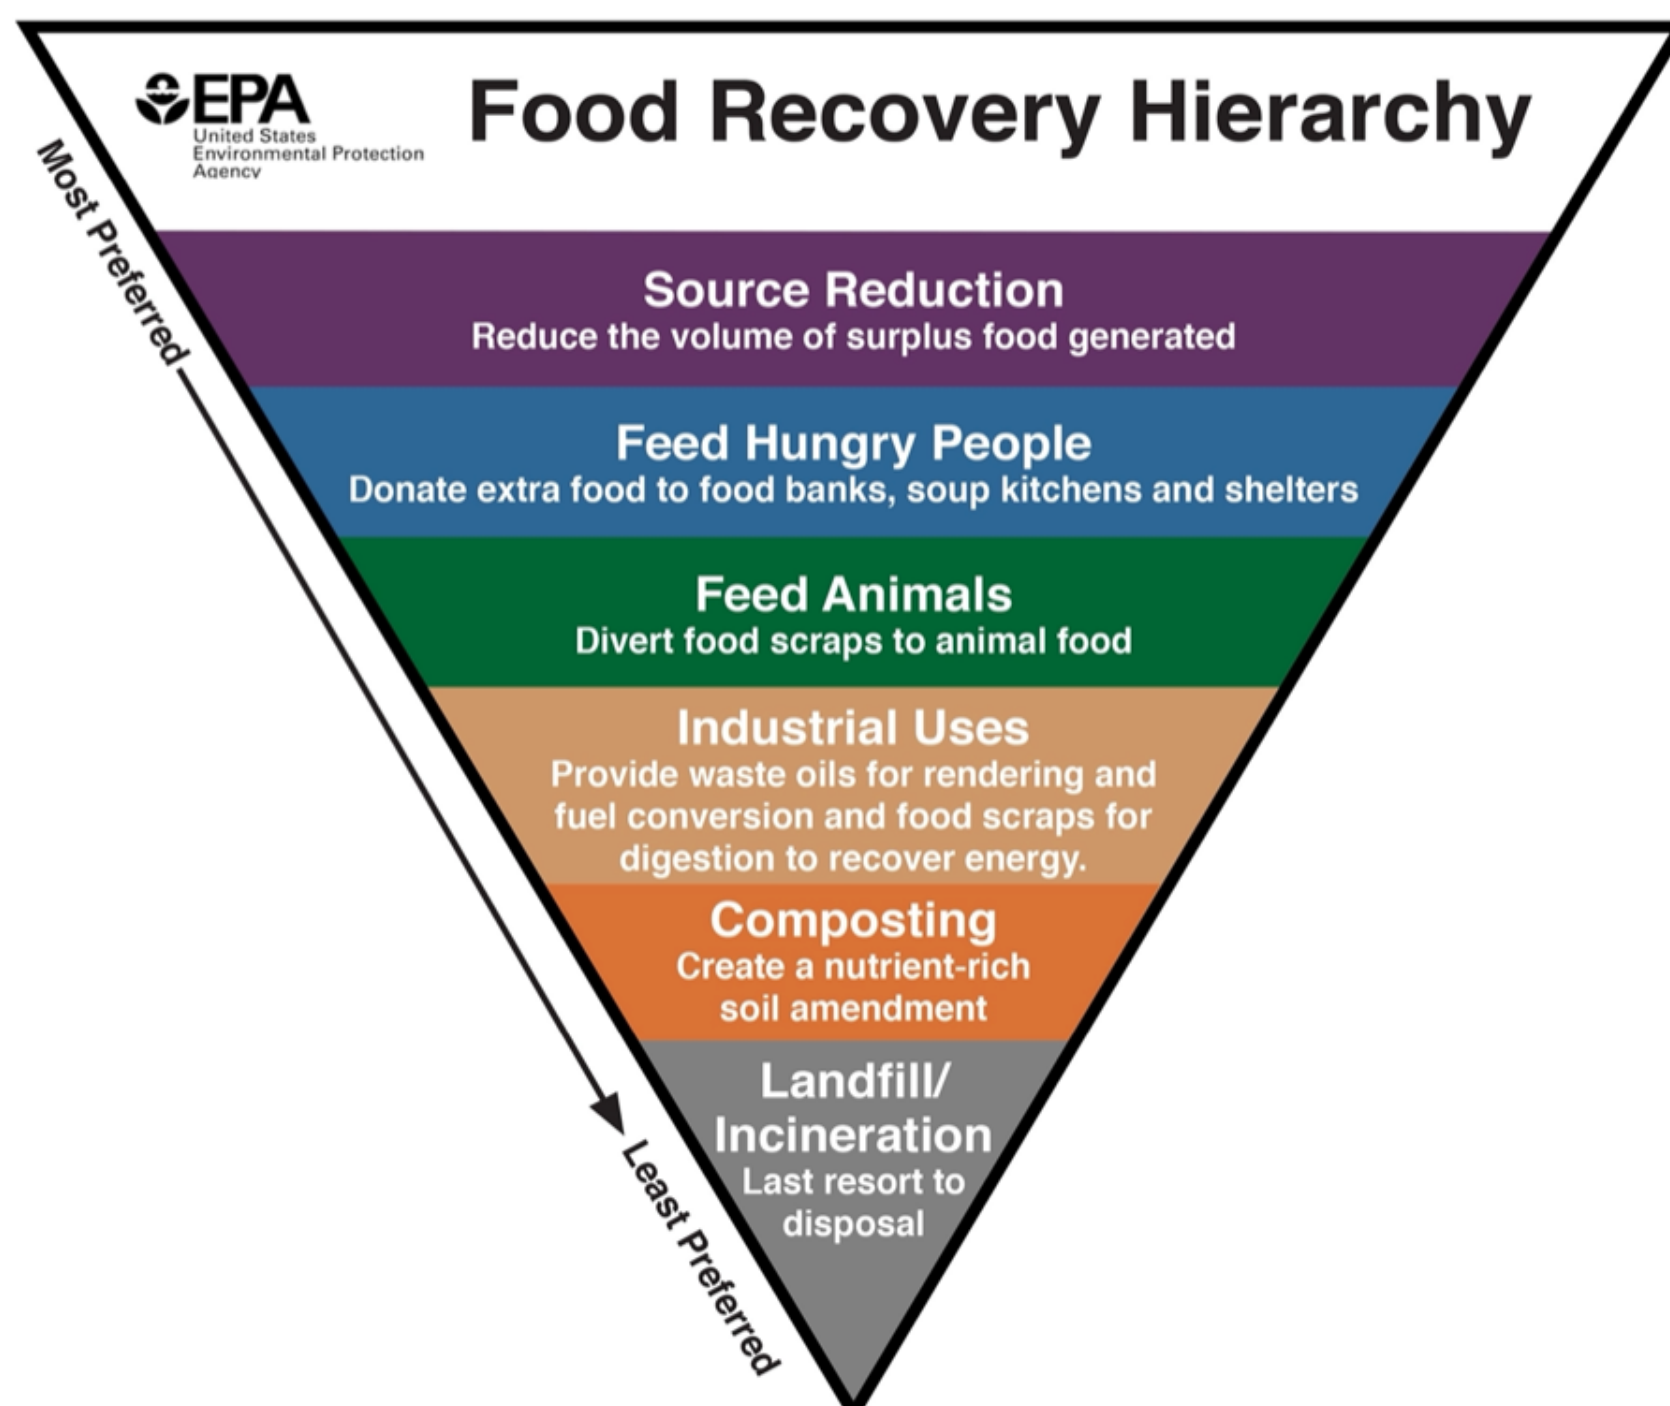 EPA
United States
Environmental Protection
Agency
Food Recovery Hierarchy
Most Preferred
Source Reduction
Reduce the volume of surplus food generated
Feed Hungry People
Donate extra food to food banks, soup kitchens and shelters
Feed Animals
Divert food scraps to animal food
Industrial Uses
Provide waste oils for rendering and
fuel conversion and food scraps for
digestion to recover energy.
Composting
Create a nutrient-rich
soil amendment
Landfill/
Incineration
Last resort to
disposal
Least Preferred